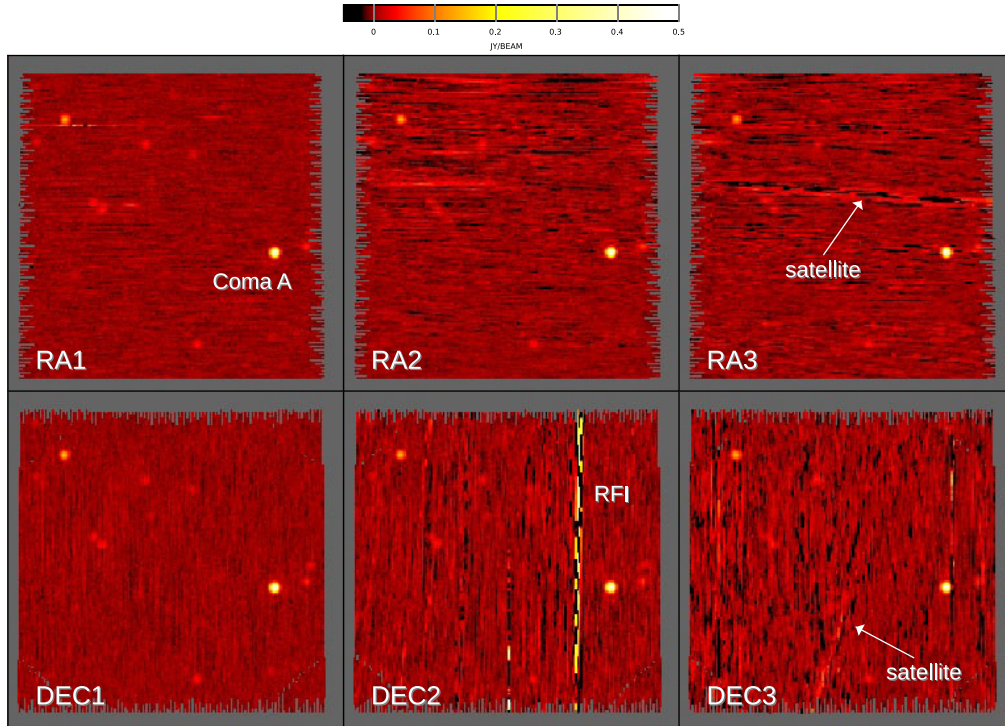 0 0.1 0.2 0.3 0.4 0.5
JY/BEAM
Coma A
RA1
RA2
satellite
RA3
DEC1
RFI
DEC2
satellite
DEC3